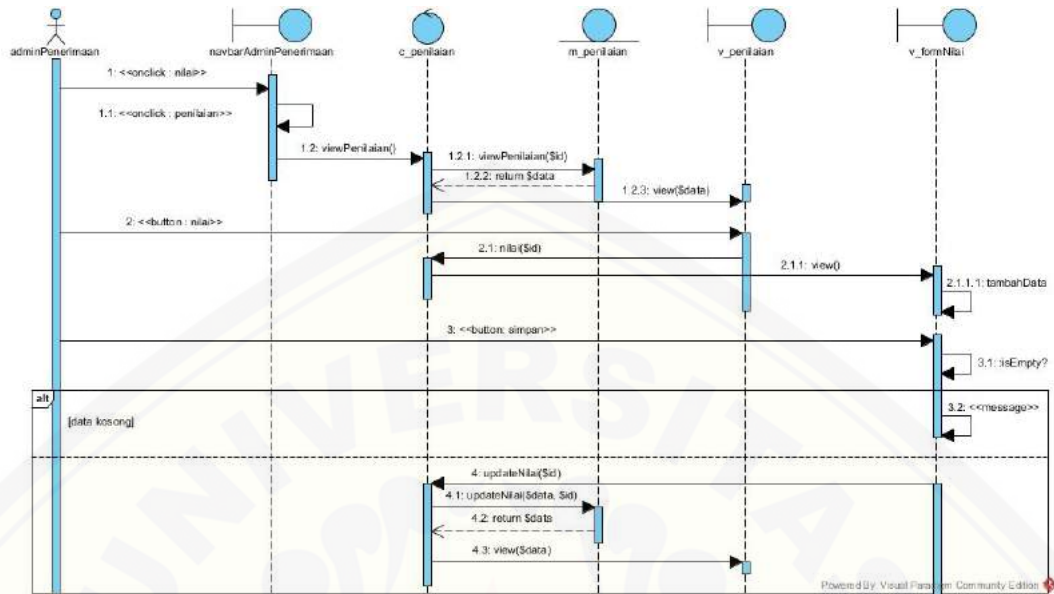 adminPenerimaan
navbarAdminPenerimaan
c_penilaian
m_penilaian
v_penilaian
v_formNilai
1: <<onclick : nilai>>
1.1: <<onclick : penilaian>>
1.2: viewPenilaian()
1.2.1: viewPenilaian($id)
1.2.2: return $data
1.2.3: view($data)
2: <<button : nilai>>
2.1: nilai($id)
2.1.1: view()
2.1.1.1: tambahData
3: <<button: simpan>>
3.1: :isEmpty?
alt
[data kosong]
3.2: <<message>>
4: updateNilai($id)
4.1: updateNilai($data, $id)
4.2: return $data
4.3: view($data)
UNIVERSITAS
Powered By Visual Paradigm Community Edition